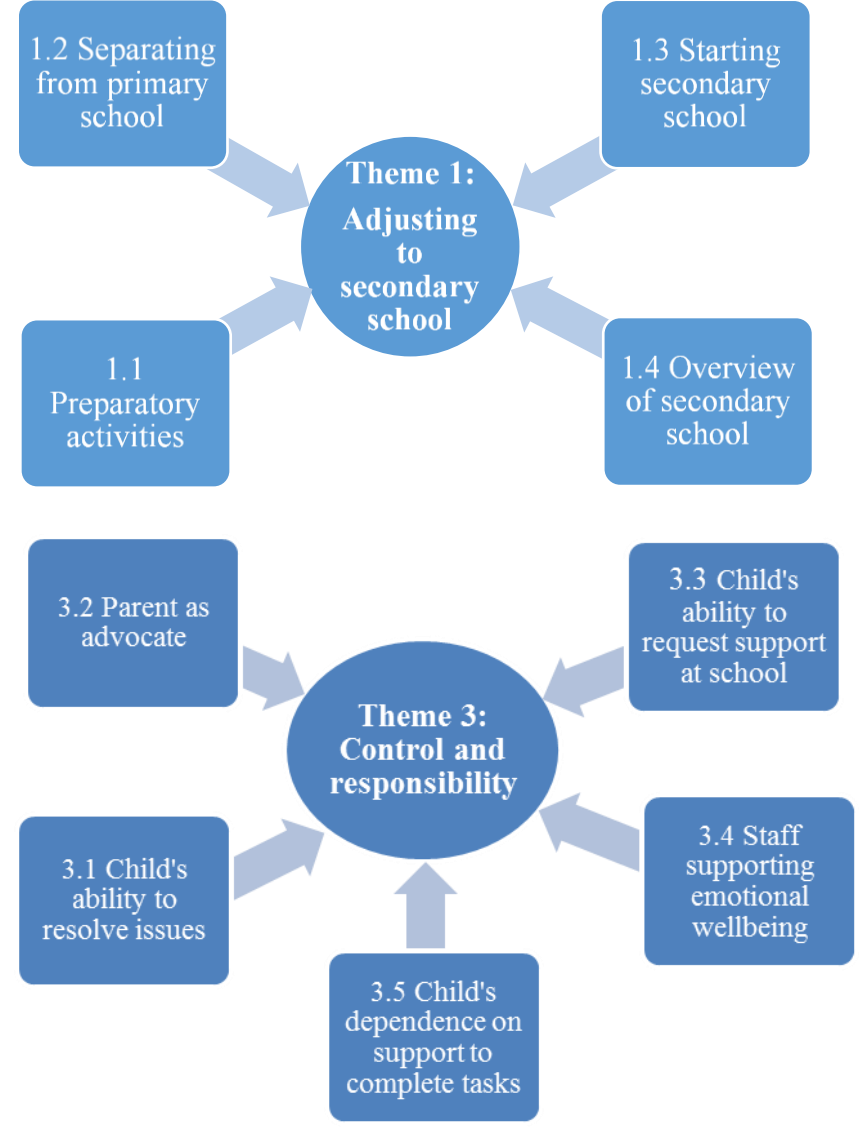 1.2 Separating
from primary
school
1.3 Starting
secondary
school
Theme 1:
Adjusting
to
secondary
school
1.1
Preparatory
activities
1.4 Overview
of secondary
school
3.2 Parent as
advocate
3.3 Child's
ability to
request support
at school
Theme 3:
Control and
responsibility
3.1 Child's
ability to
resolve issues
3.4 Staff
supporting
emotional
wellbeing
3.5 Child's
dependence on
support to
complete tasks